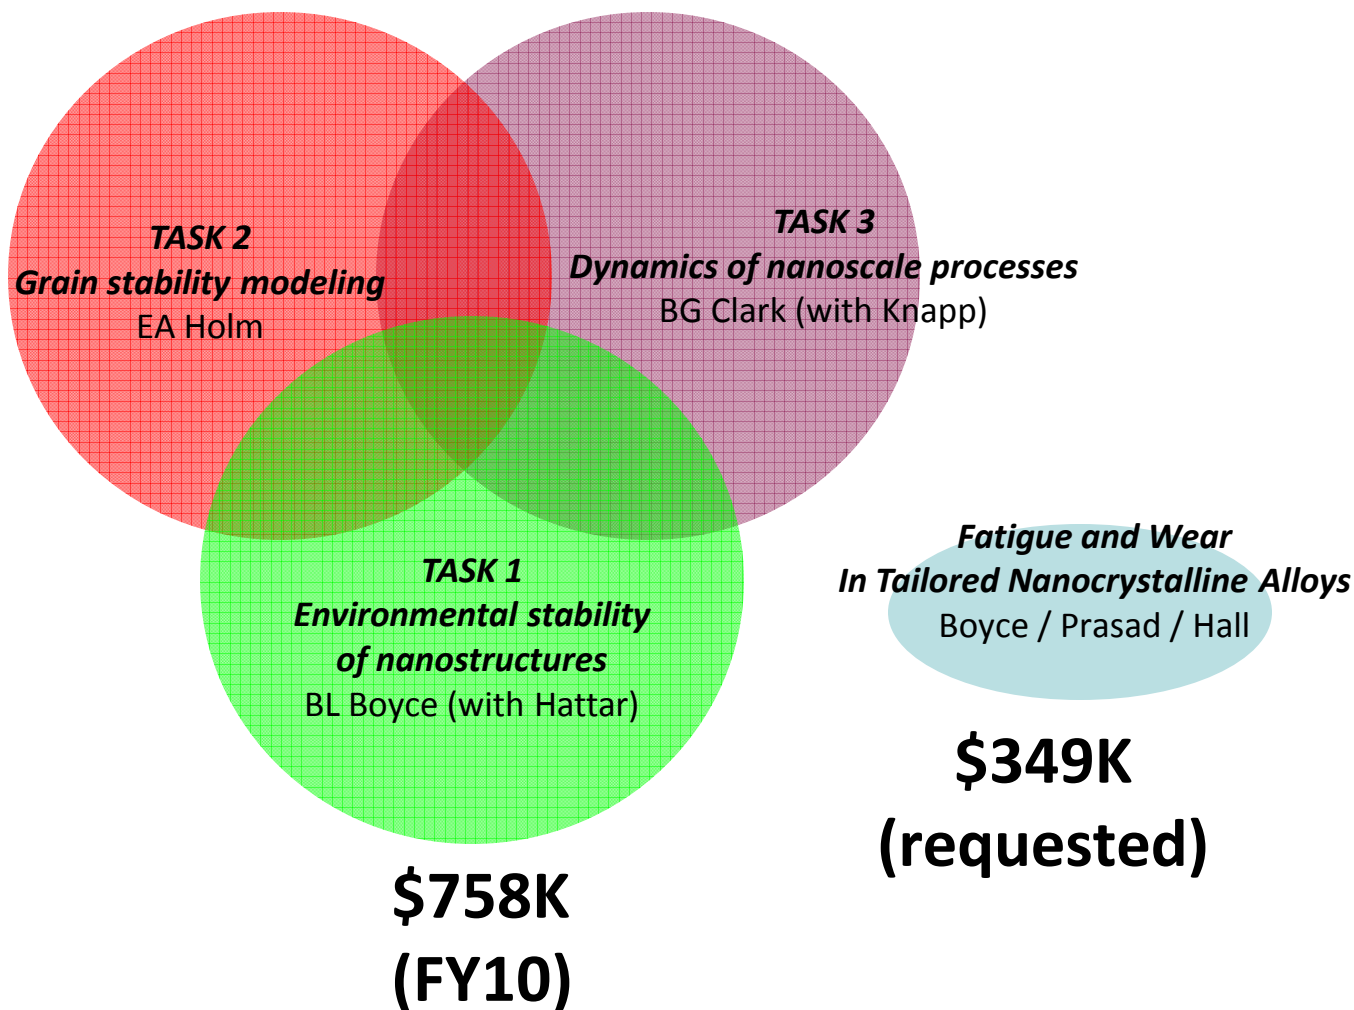 TASK 2
Grain stability modeling
EA Holm
TASK 3
Dynamics of nanoscale processes
BG Clark (with Knapp)
TASK 1
Environmental stability
of nanostructures
BL Boyce (with Hattar)
$758K
(FY10)
Fatigue and Wear
In Tailored Nanocrystalline Alloys
Boyce / Prasad / Hall
$349K
(requested)